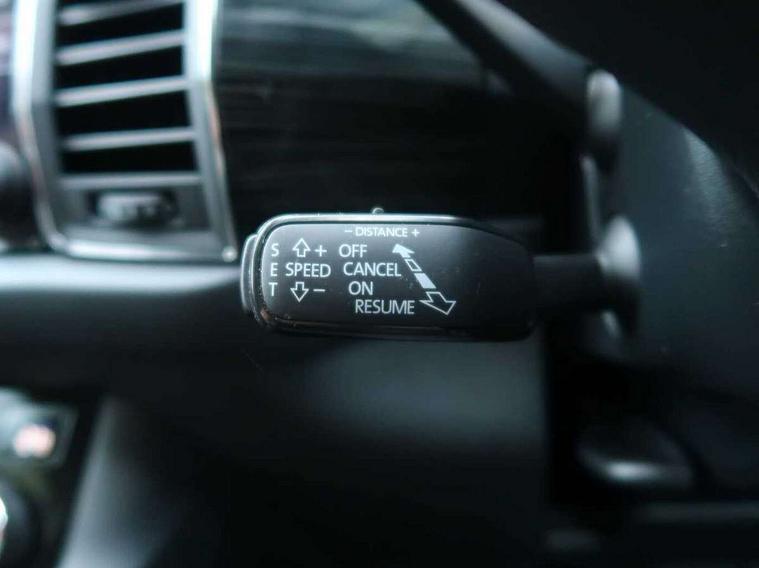 - DISTANCE +
S + OFF
E SPEED CANCEL
T - ON
RESUME